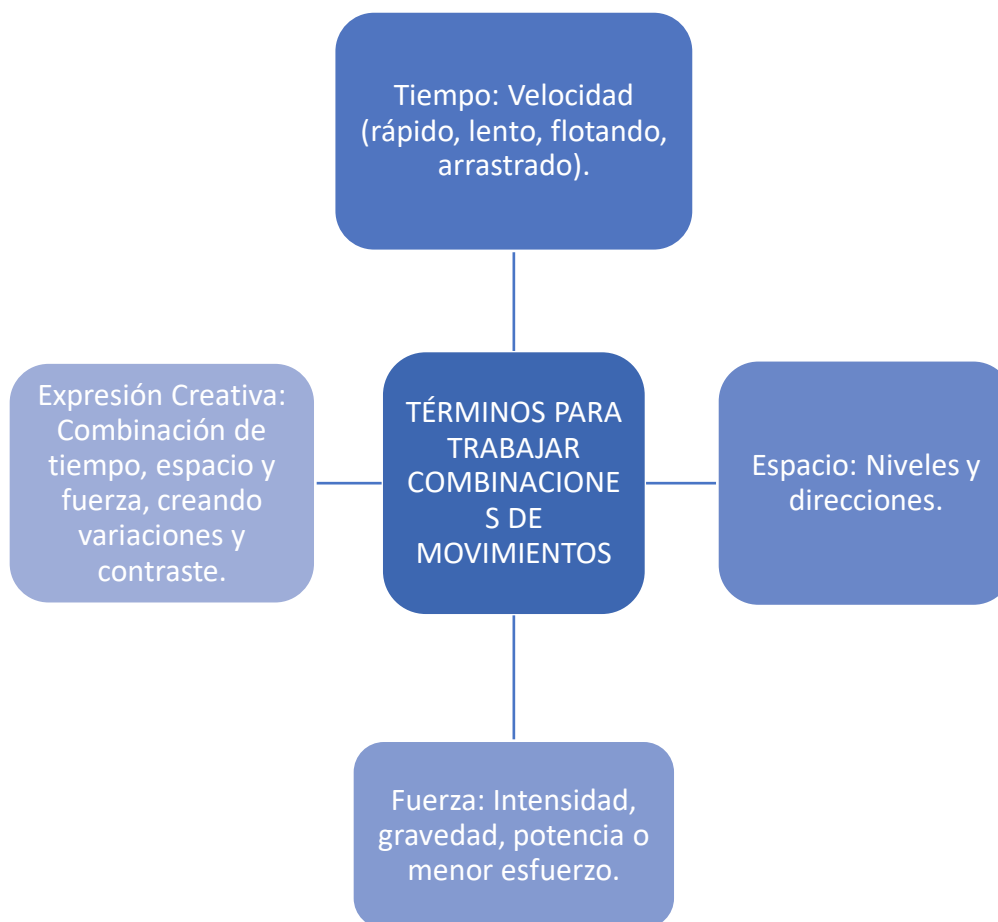 Tiempo: Velocidad
(rápido, lento, flotando,
arrastrado).
Expresión Creativa:
Combinación de
tiempo, espacio y
fuerza, creando
variaciones y
contraste.
TÉRMINOS PARA
TRABAJAR
COMBINACIONE
S DE
MOVIMIENTOS
Espacio: Niveles y
direcciones.
Fuerza: Intensidad,
gravedad, potencia o
menor esfuerzo.